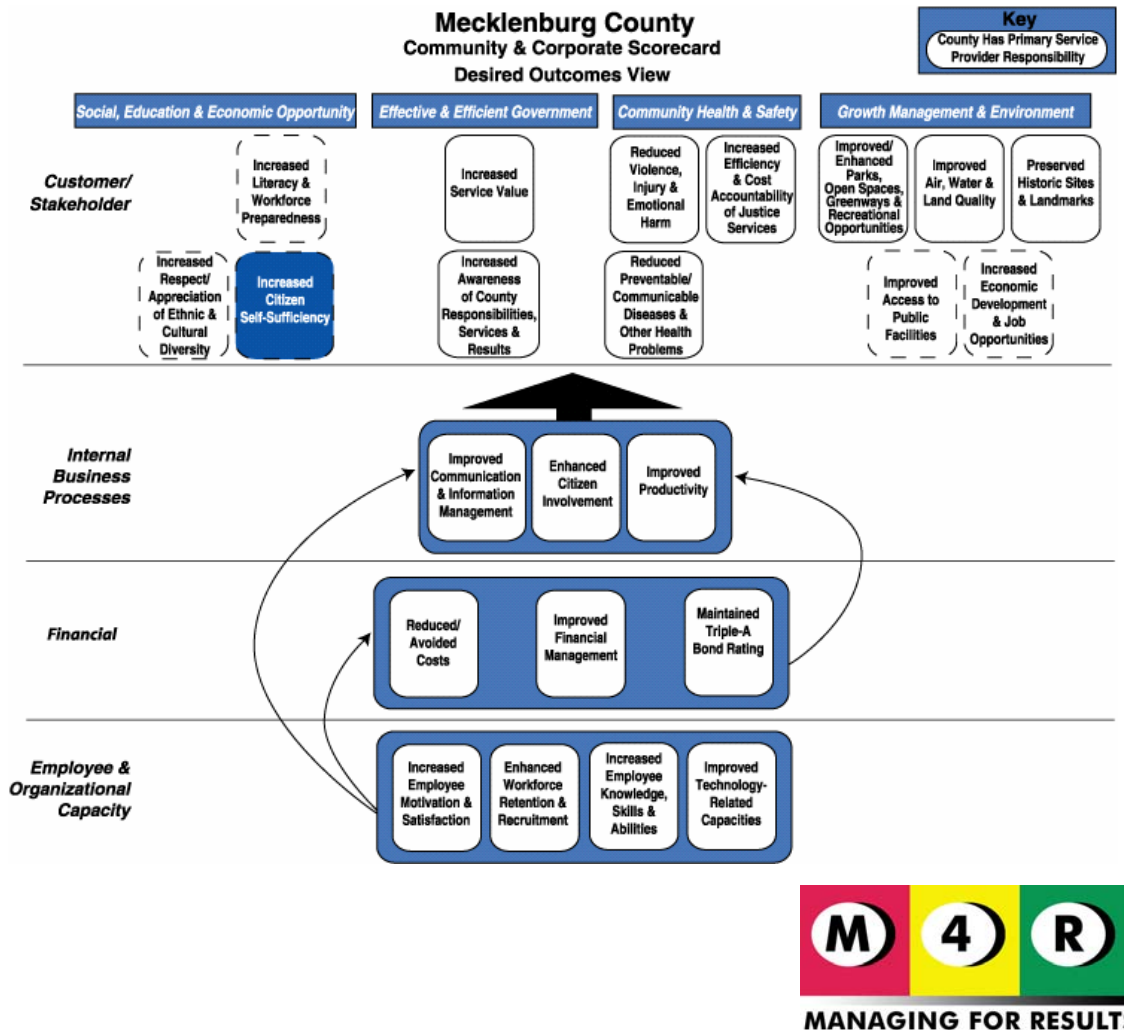 Mecklenburg County
Community & Corporate Scorecard
Desired Outcomes View
Key
County Has Primary Service
Provider Responsibility
Social, Education & Economic Opportunity
Effective & Efficient Government
Community Health & Safety
Growth Management & Environment
Customer/
Stakeholder
Increased
Literacy &
Workforce
Preparedness
Increased
Service Value
Reduced
Violence,
Injury &
Emotional
Harm
Increased
Efficiency
& Cost
Accountability
of Justice
Services
Improved/
Enhanced
Parks,
Open Spaces,
Greenways &
Recreational
Opportunities
Improved
Air, Water &
Land Quality
Preserved
Historic Sites
& Landmarks
Increased
Respect/
Appreciation
of Ethnic &
Cultural
Diversity
Increased
Citizen
Self-Sufficiency
Increased
Awareness
of County
Responsibilities,
Services &
Results
Reduced
Preventable/
Communicable
Diseases &
Other Health
Problems
Improved
Access to
Public
Facilities
Increased
Economic
Development
& Job
Opportunities
Internal
Business
Processes
Improved
Communication
& Information
Management
Enhanced
Citizen
Involvement
Improved
Productivity
Financial
Reduced/
Avoided
Costs
Improved
Financial
Management
Maintained
Triple-A
Bond Rating
Employee &
Organizational
Capacity
Increased
Employee
Motivation &
Satisfaction
Enhanced
Workforce
Retention &
Recruitment
Increased
Employee
Knowledge,
Skills &
Abilities
Improved
Technology-
Related
Capacities
M 4 R
MANAGING FOR RESULTS